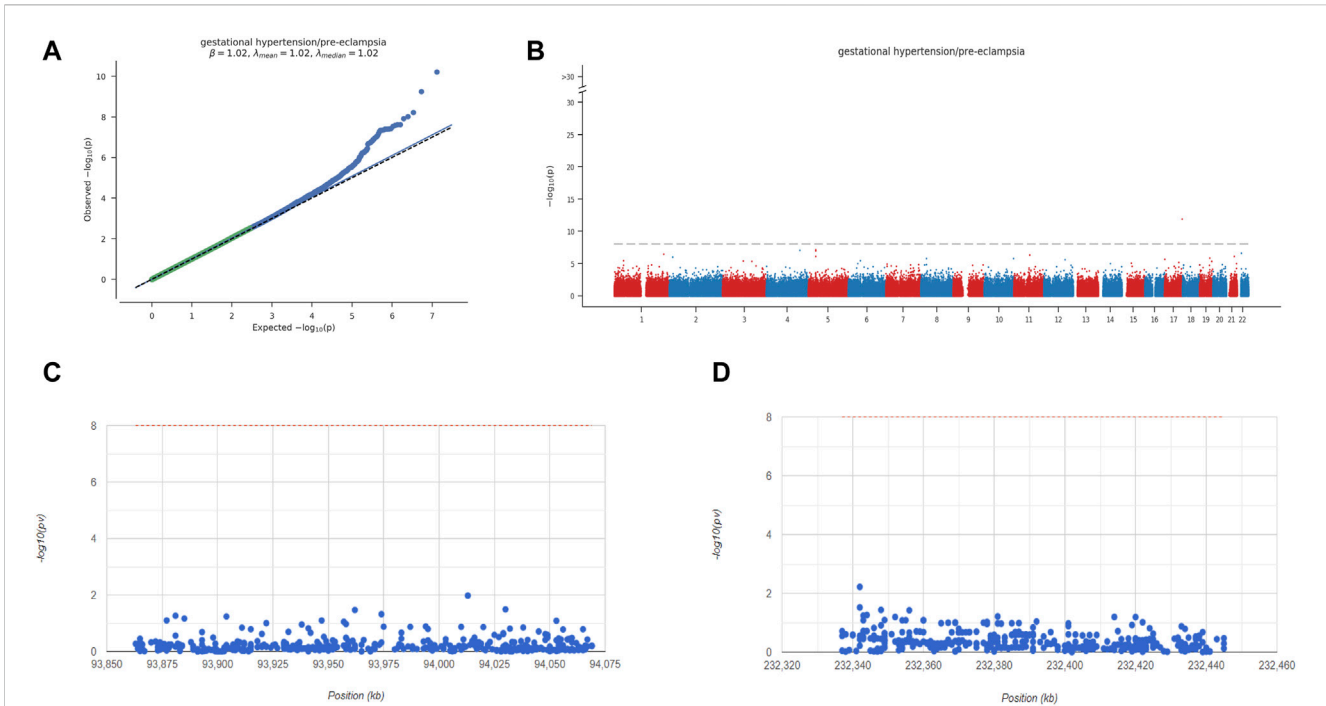 A
gestational hypertension/pre-eclampsia
β = 1.02, λmean = 1.02, λmedian = 1.02
10
8
6
4
2
0
Observed −log10(p)
0 1 2 3 4 5 6 7
Expected −log10(p)
B
gestational hypertension/pre-eclampsia
>30
30
25
20
15
10
5
0
−log10(p)
1 2 3 4 5 6 7 8 9 10 11 12 13 14 15 16 17 18 19 20 21 22
C
8
6
4
2
0
-log10(pv)
93,850 93,875 93,900 93,925 93,950 93,975 94,000 94,025 94,050 94,075
Position (kb)
D
8
6
4
2
0
-log10(pv)
232,320 232,340 232,360 232,380 232,400 232,420 232,440 232,460
Position (kb)